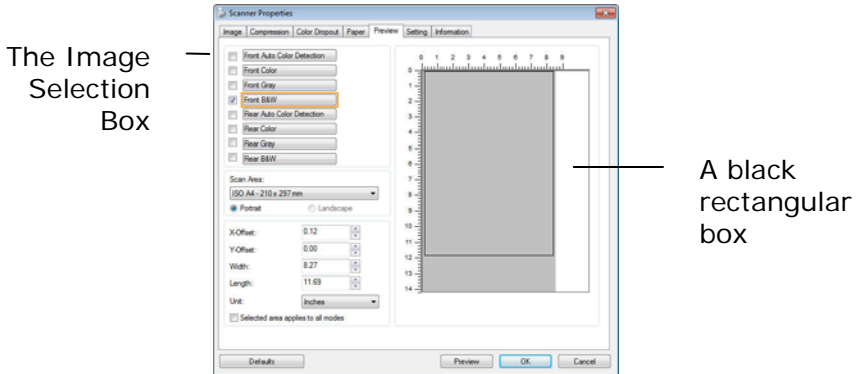 Scanner Properties
Image Compression Color Dropout Paper Preview Setting Information
The Image
Selection
Box
Front Auto Color Detection
Front Color
Front Gray
Front B&W
Rear Auto Color Detection
Rear Color
Rear Gray
Rear B&W
Scan Area:
ISO A4 - 210 x 297 mm
Portrait Landscape
X-Offset: 0.12
Y-Offset: 0.00
Width: 8.27
Length: 11.69
Unit: Inches
Selected area applies to all modes
0 1 2 3 4 5 6 7 8 9
0
1
2
3
4
5
6
7
8
9
10
11
12
13
14
A black
rectangular
box
Defaults Preview OK Cancel